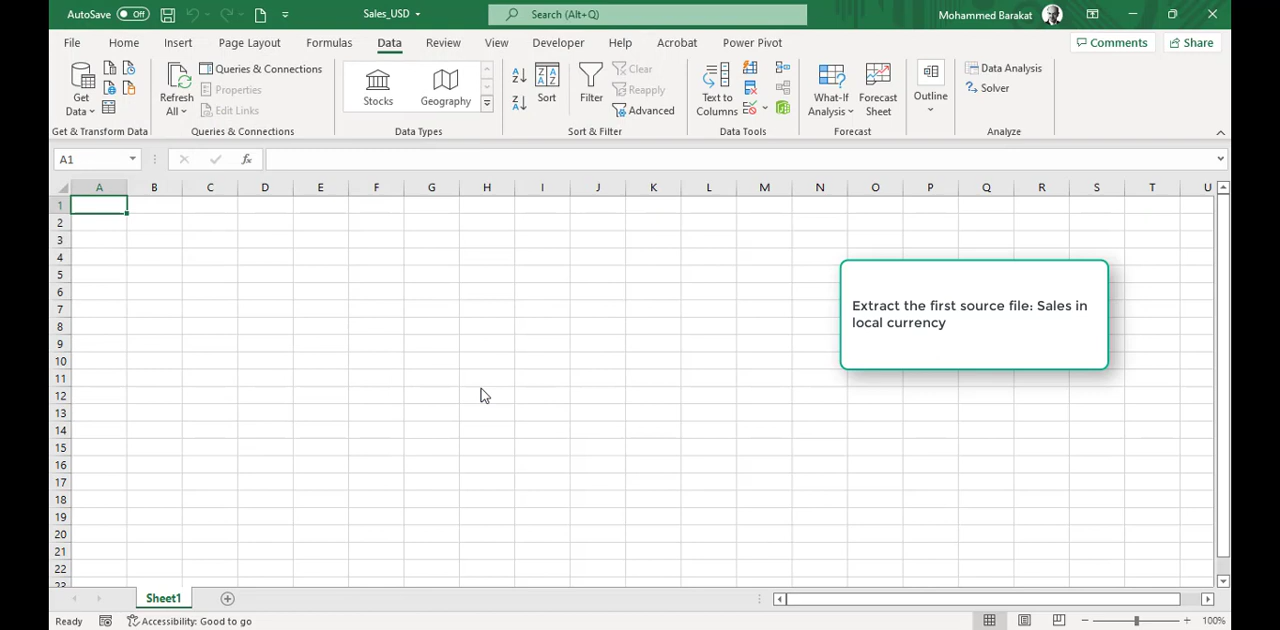 AutoSave Off Sales_USD Search (Alt+Q) Mohammed Barakat
File Home Insert Page Layout Formulas Data Review View Developer Help Acrobat Power Pivot Comments Share
Get Data
Refresh All
Queries & Connections
Properties
Edit Links
Stocks
Geography
Sort
Filter
Clear
Reapply
Advanced
Text to Columns
What-If Analysis
Forecast Sheet
Outline
Data Analysis
Solver
Get & Transform Data Queries & Connections Data Types Sort & Filter Data Tools Forecast Analyze
A1 fx
A B C D E F G H I J K L M N O P Q R S T U
1
2
3
4
5
6
7
8
9
10
11
12
13
14
15
16
17
18
19
20
21
22
23
Extract the first source file: Sales in
local currency
Sheet1
Ready Accessibility: Good to go 100%